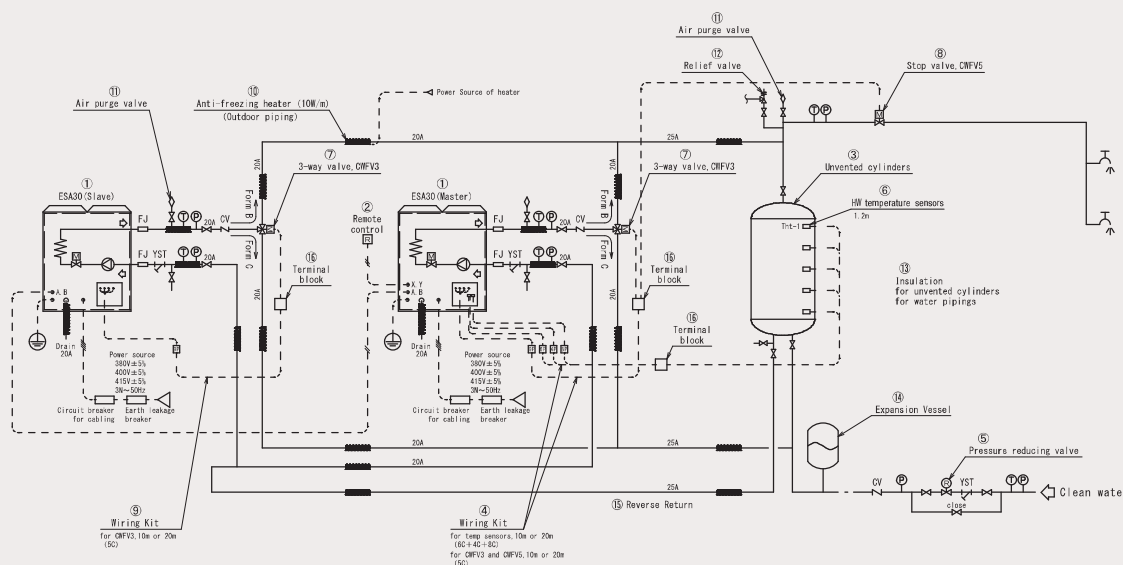 ⑪
Air purge valve
⑫
Relief valve
⑧
Stop valve, CWFV5
⑪
Air purge valve
⑩
Anti-freezing heater (10W/m)
(Outdoor piping)
Power Source of heater
M
T P
20A
25A
⑦
3-way valve, CWFV3
⑦
3-way valve, CWFV3
③
Unvented cylinders
⑥
HW temperature sensors
1.2m
Tht-1
①
ESA30(Slave)
①
ESA30(Master)
②
Remote
control
R
20A
Form B
Form C
20A
FJ
T P
20A
CV
M
FJ
YST
T P
20A
M
20A
Form B
Form C
FJ
T P
20A
CV
M
FJ
YST
T P
20A
M
⑯
Terminal
block
⑯
Terminal
block
⑯
Terminal
block
⑬
Insulation
for unvented cylinders
for water pipings
A.B
X.Y
A.B
Drain
20A
Power source
380V±5%
400V±5%
415V±5%
3N~50Hz
Circuit breaker
for cabling
Earth leakage
breaker
Drain
20A
Power source
380V±5%
400V±5%
415V±5%
3N~50Hz
Circuit breaker
for cabling
Earth leakage
breaker
⑭
Expansion Vessel
⑤
Pressurs reducing valve
20A
25A
20A
20A
25A
CV
P
R
YST
T P
Clean water
close
⑮ Reverse Return
⑨
Wiring Kit
for CWFV3, 10m or 20m
(5C)
④
Wiring Kit
for temp sensors, 10m or 20m
(6C+4C+8C)
for CWFV3 and CWFV5, 10m or 20m
(5C)